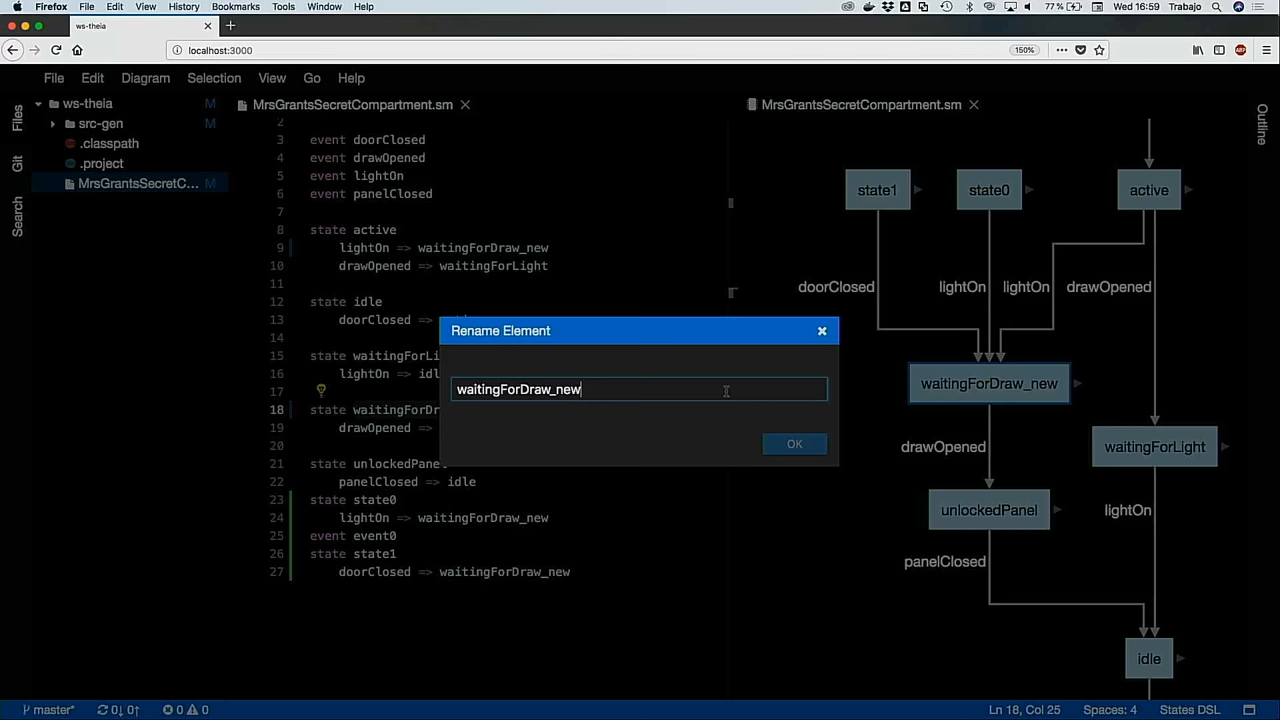 Firefox File Edit View History Bookmarks Tools Window Help 77% Wed 16:59 Trabajo
ws-theia
localhost:3000 150%
File Edit Diagram Selection View Go Help
Files
Git
Search
ws-theia M
src-gen M
.classpath
.project
MrsGrantsSecretC... M
MrsGrantsSecretCompartment.sm
2
3 event doorClosed
4 event drawOpened
5 event lightOn
6 event panelClosed
7
8 state active
9 lightOn => waitingForDraw_new
10 drawOpened => waitingForLight
11
12 state idle
13 doorClosed =>
14
15 state waitingForLi
16 lightOn => idl
17
18 state waitingForDr
19 drawOpened =>
20
21 state unlockedPane
22 panelClosed => idle
23 state state0
24 lightOn => waitingForDraw_new
25 event event0
26 state state1
27 doorClosed => waitingForDraw_new
Rename Element
waitingForDraw_new
OK
MrsGrantsSecretCompartment.sm
Outline
state1 state0 active
doorClosed lightOn lightOn drawOpened
waitingForDraw_new
drawOpened waitingForLight
unlockedPanel lightOn
panelClosed
idle
master* 0↓ 0↑ 0 0 Ln 18, Col 25 Spaces: 4 States DSL